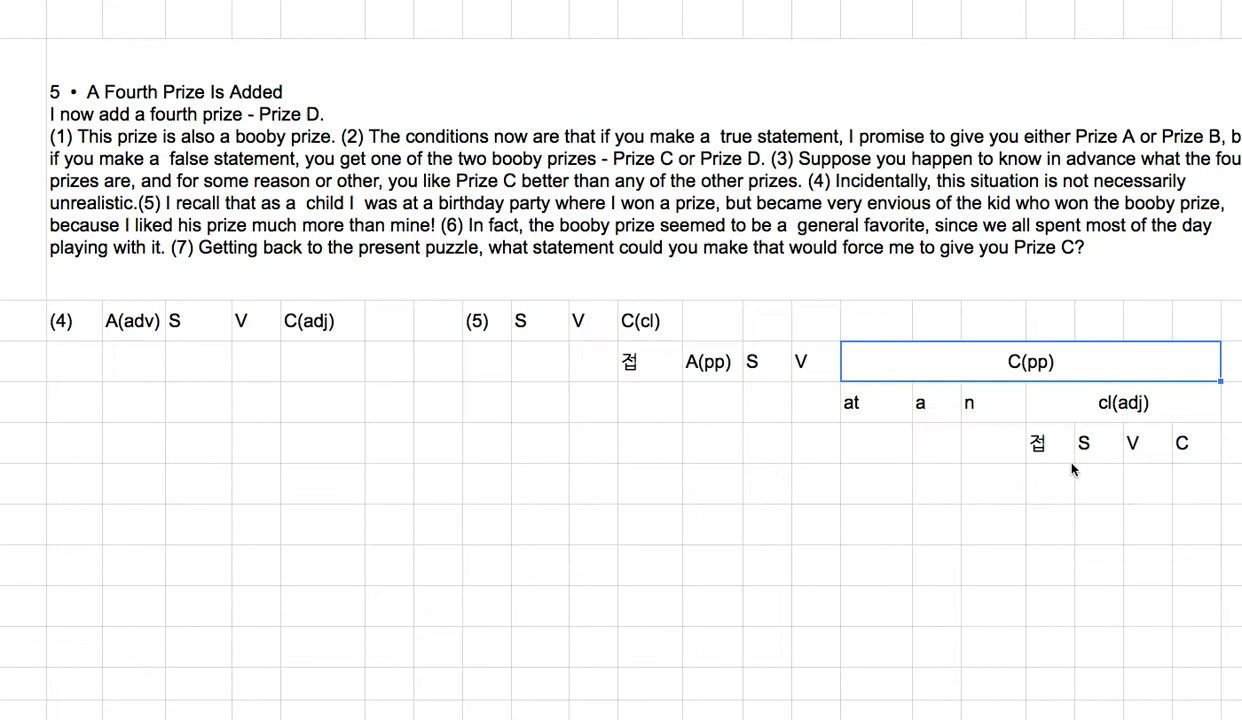 5 • A Fourth Prize Is Added
I now add a fourth prize - Prize D.
(1) This prize is also a booby prize. (2) The conditions now are that if you make a  true statement, I promise to give you either Prize A or Prize B, b
if you make a  false statement, you get one of the two booby prizes - Prize C or Prize D. (3) Suppose you happen to know in advance what the fou
prizes are, and for some reason or other, you like Prize C better than any of the other prizes. (4) Incidentally, this situation is not necessarily
unrealistic.(5) I recall that as a  child I  was at a birthday party where I won a prize, but became very envious of the kid who won the booby prize,
because I liked his prize much more than mine! (6) In fact, the booby prize seemed to be a  general favorite, since we all spent most of the day
playing with it. (7) Getting back to the present puzzle, what statement could you make that would force me to give you Prize C?
(4) A(adv) S V C(adj) (5) S V C(cl)
접 A(pp) S V C(pp)
at a n cl(adj)
접 S V C